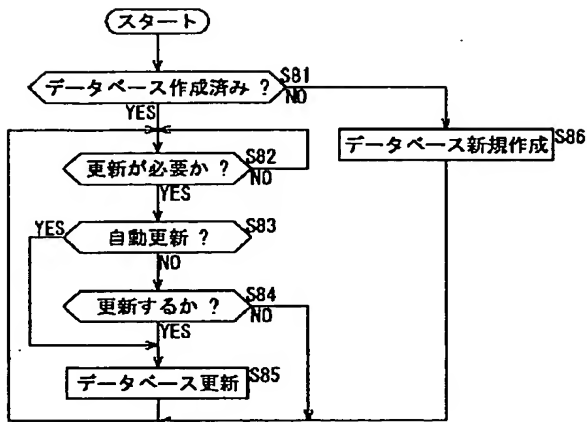 スタート
データベース作成済み ?
S81
NO
YES
データベース新規作成
S86
更新が必要か ?
S82
NO
YES
YES
自動更新 ?
S83
NO
更新するか ?
S84
NO
YES
データベース更新
S85